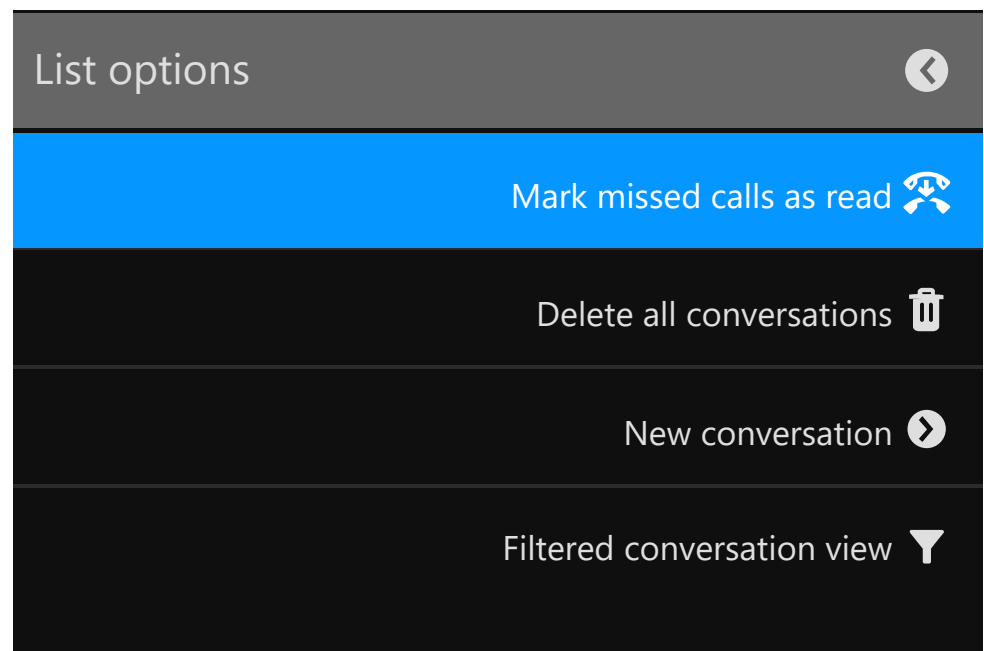 List options
Mark missed calls as read
Delete all conversations
New conversation
Filtered conversation view